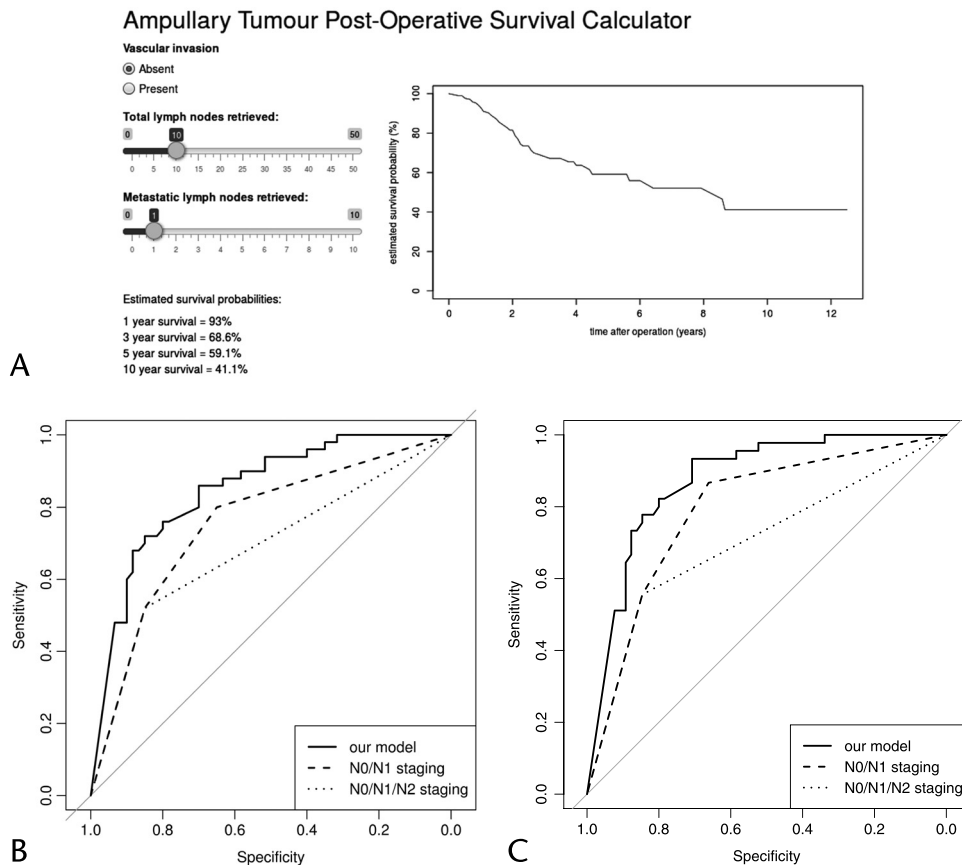 Ampullary Tumour Post-Operative Survival Calculator
Vascular invasion
Absent
Present
Total lymph nodes retrieved:
0 10 50
0 5 10 15 20 25 30 35 40 45 50
Metastatic lymph nodes retrieved:
0 1 10
0 1 2 3 4 5 6 7 8 9 10
Estimated survival probabilities:
1 year survival = 93%
3 year survival = 68.6%
5 year survival = 59.1%
10 year survival = 41.1%
estimated survival probability (%)
100
80
60
40
20
0
0 2 4 6 8 10 12
time after operation (years)
A
Sensitivity
1.0
0.8
0.6
0.4
0.2
0.0
our model
N0/N1 staging
N0/N1/N2 staging
1.0 0.8 0.6 0.4 0.2 0.0
Specificity
B
Sensitivity
1.0
0.8
0.6
0.4
0.2
0.0
our model
N0/N1 staging
N0/N1/N2 staging
1.0 0.8 0.6 0.4 0.2 0.0
Specificity
C